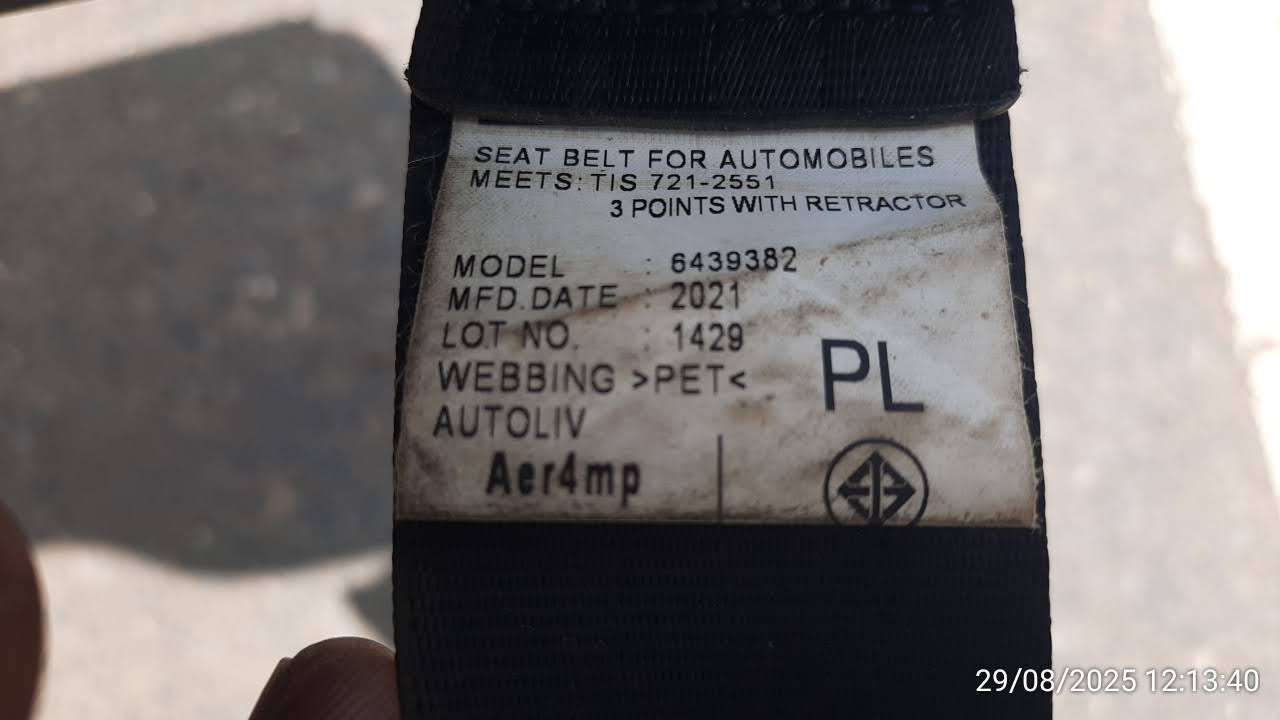 SEAT BELT FOR AUTOMOBILES
MEETS: TIS 721-2551
3 POINTS WITH RETRACTOR
MODEL : 6439382
MFD. DATE : 2021
LOT NO. : 1429
WEBBING >PET<
AUTOLIV
PL
Aer4mp
29/08/2025 12:13:40